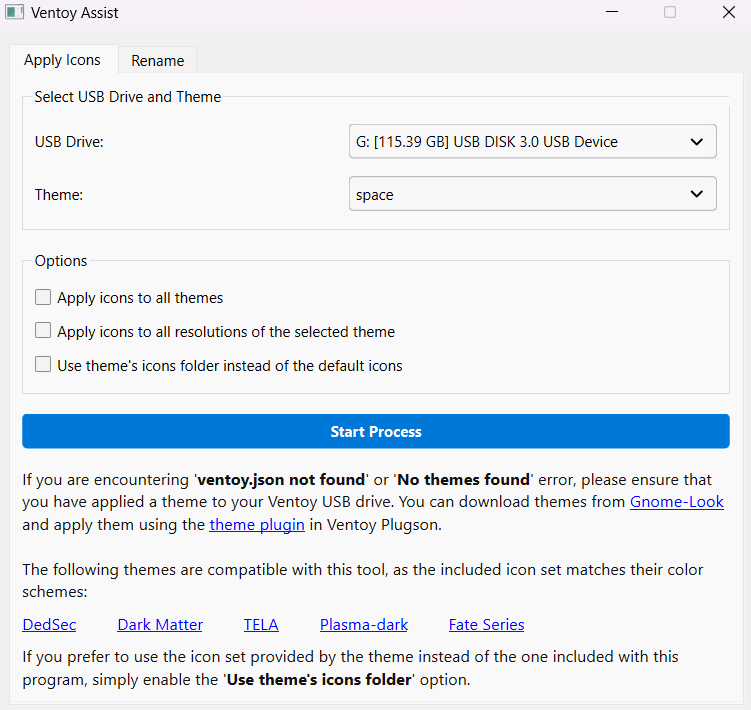 Ventoy Assist
Apply Icons
Rename
Select USB Drive and Theme
USB Drive:
G: [115.39 GB] USB DISK 3.0 USB Device
Theme:
space
Options
Apply icons to all themes
Apply icons to all resolutions of the selected theme
Use theme's icons folder instead of the default icons
Start Process
If you are encountering 'ventoy.json not found' or 'No themes found' error, please ensure that
you have applied a theme to your Ventoy USB drive. You can download themes from Gnome-Look
and apply them using the theme plugin in Ventoy Plugson.
The following themes are compatible with this tool, as the included icon set matches their color
schemes:
DedSec Dark Matter TELA Plasma-dark Fate Series
If you prefer to use the icon set provided by the theme instead of the one included with this
program, simply enable the 'Use theme's icons folder' option.